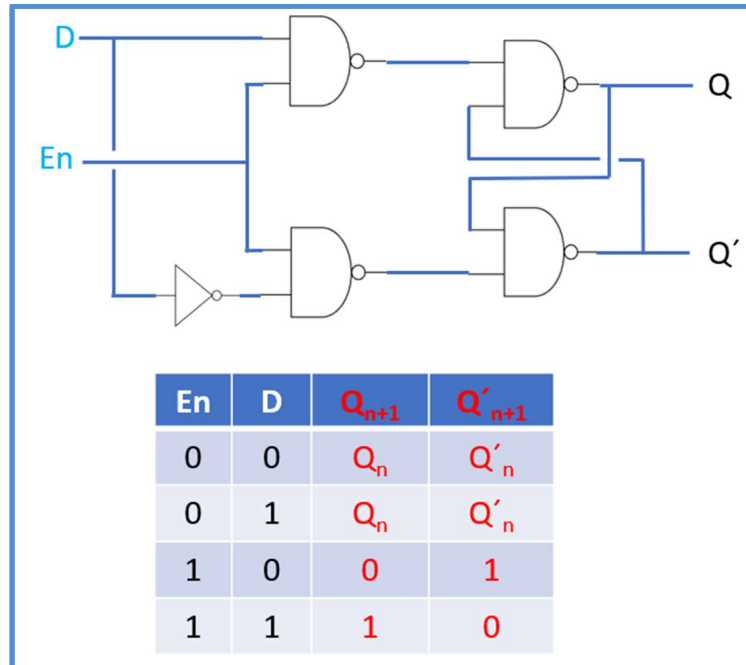 D
Q
En
Q´
En D Qn+1 Q´n+1
0 0 Qn Q´n
0 1 Qn Q´n
1 0 0 1
1 1 1 0